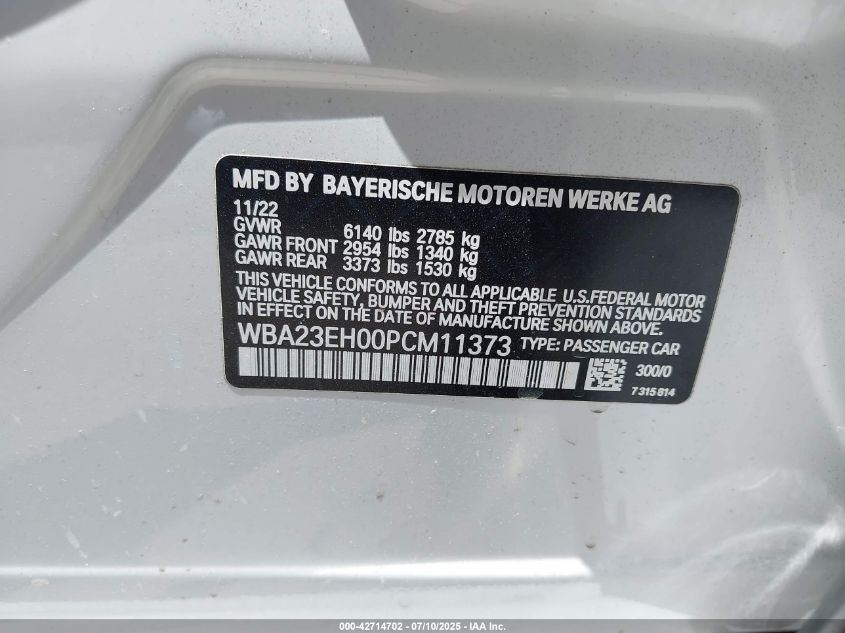 MFD BY BAYERISCHE MOTOREN WERKE AG
11/22
GVWR 6140 lbs 2785 kg
GAWR FRONT 2954 lbs 1340 kg
GAWR REAR 3373 lbs 1530 kg
THIS VEHICLE CONFORMS TO ALL APPLICABLE U.S.FEDERAL MOTOR
VEHICLE SAFETY, BUMPER AND THEFT PREVENTION STANDARDS
IN EFFECT ON THE DATE OF MANUFACTURE SHOWN ABOVE.
WBA23EH00PCM11373 TYPE: PASSENGER CAR
300/0
7315814
000-42714702 - 07/10/2025 - IAA Inc.